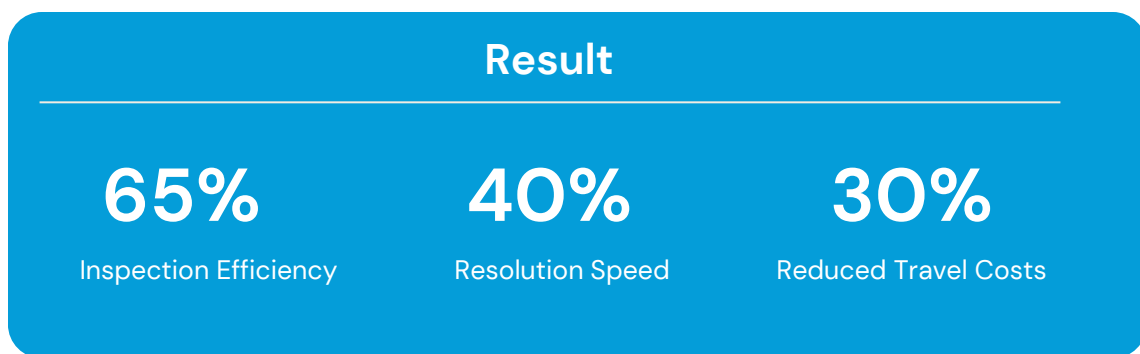 Result
65%
40%
30%
Inspection Efficiency
Resolution Speed
Reduced Travel Costs